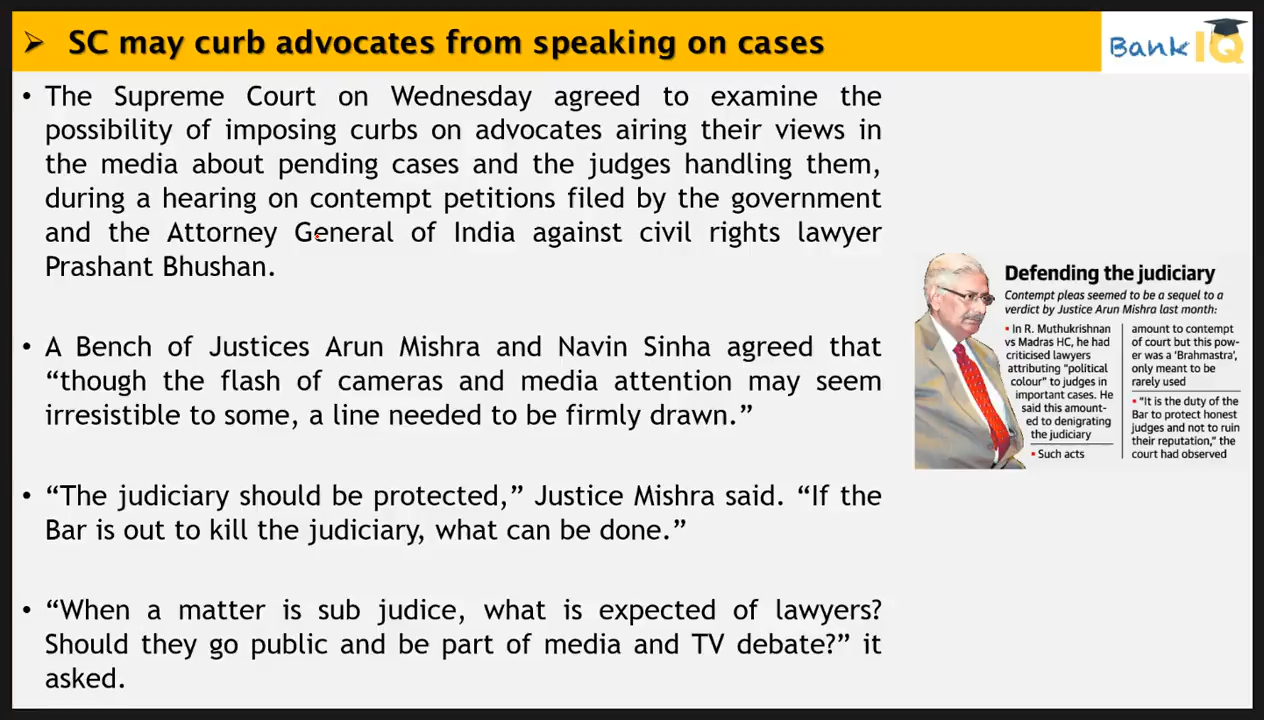 ➢ SC may curb advocates from speaking on cases
Bank IQ
• The Supreme Court on Wednesday agreed to examine the
possibility of imposing curbs on advocates airing their views in
the media about pending cases and the judges handling them,
during a hearing on contempt petitions filed by the government
and the Attorney General of India against civil rights lawyer
Prashant Bhushan.
• A Bench of Justices Arun Mishra and Navin Sinha agreed that
“though the flash of cameras and media attention may seem
irresistible to some, a line needed to be firmly drawn.”
• “The judiciary should be protected,” Justice Mishra said. “If the
Bar is out to kill the judiciary, what can be done.”
• “When a matter is sub judice, what is expected of lawyers?
Should they go public and be part of media and TV debate?” it
asked.
Defending the judiciary
Contempt pleas seemed to be a sequel to a
verdict by Justice Arun Mishra last month:
▪ In R. Muthukrishnan
vs Madras HC, he had
criticised lawyers
attributing “political
colour” to judges in
important cases. He
said this amount-
ed to denigrating
the judiciary
▪ Such acts
amount to contempt
of court but this pow-
er was a ‘Brahmastra’,
only meant to be
rarely used
▪ “It is the duty of the
Bar to protect honest
judges and not to ruin
their reputation,” the
court had observed